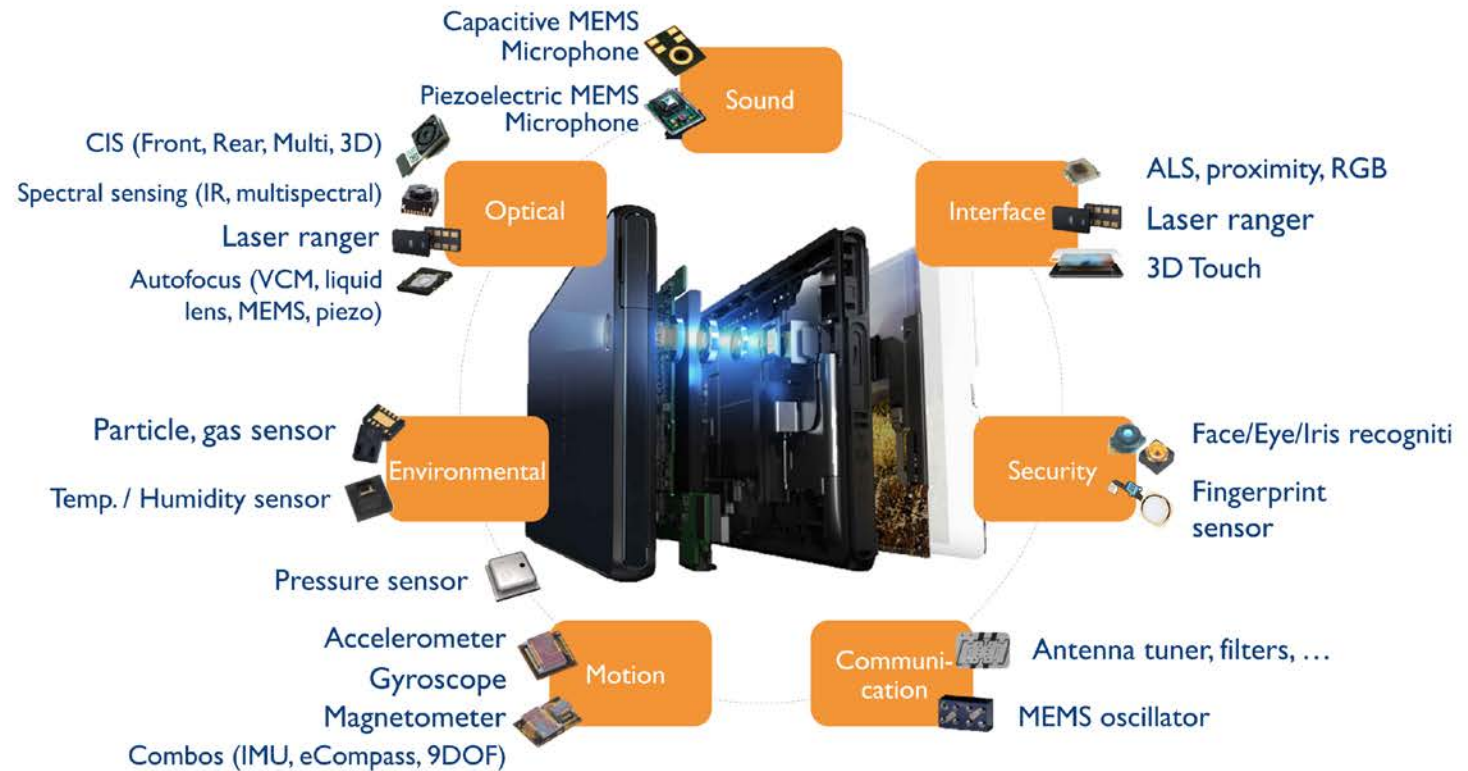 Capacitive MEMS
Microphone
Piezoelectric MEMS
Microphone
Sound
CIS (Front, Rear, Multi, 3D)
Spectral sensing (IR, multispectral)
Laser ranger
Autofocus (VCM, liquid
lens, MEMS, piezo)
Optical
Interface
ALS, proximity, RGB
Laser ranger
3D Touch
Particle, gas sensor
Temp. / Humidity sensor
Environmental
Security
Face/Eye/Iris recogniti
Fingerprint
sensor
Pressure sensor
Accelerometer
Gyroscope
Magnetometer
Combos (IMU, eCompass, 9DOF)
Motion
Communi-
cation
Antenna tuner, filters, …
MEMS oscillator